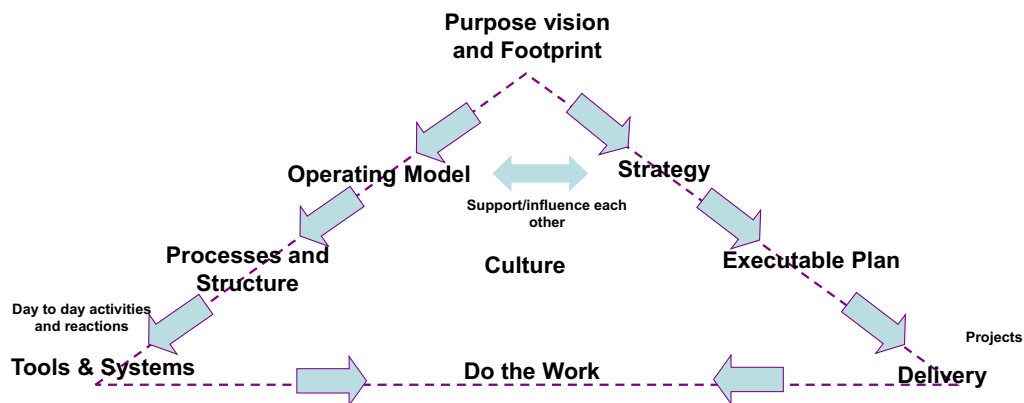 Purpose vision
and Footprint
Operating Model
Strategy
Support/influence each
other
Processes and
Structure
Culture
Executable Plan
Day to day activities
and reactions
Projects
Tools & Systems
Do the Work
Delivery